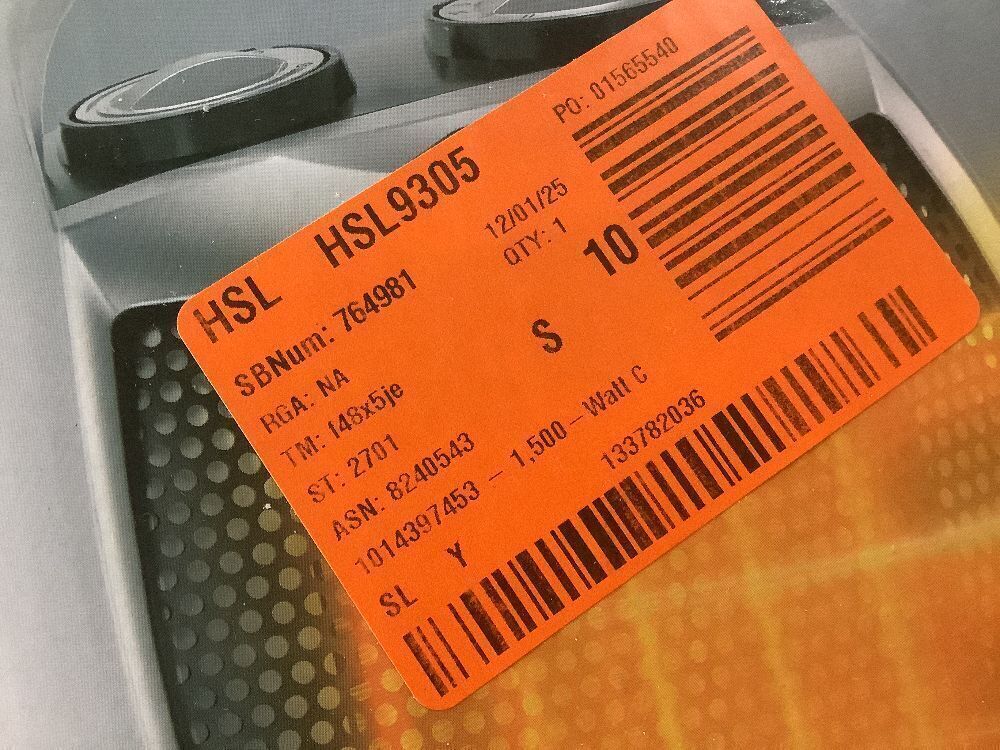 HSL HSL9305 PO: 01565540
SBNum: 764981 12/01/25
RGA: NA QTY: 1 10
TM: f48x5je S
ST: 2701
ASN: 8240543
1014397453 - 1,500-Watt C
SL Y 133782036